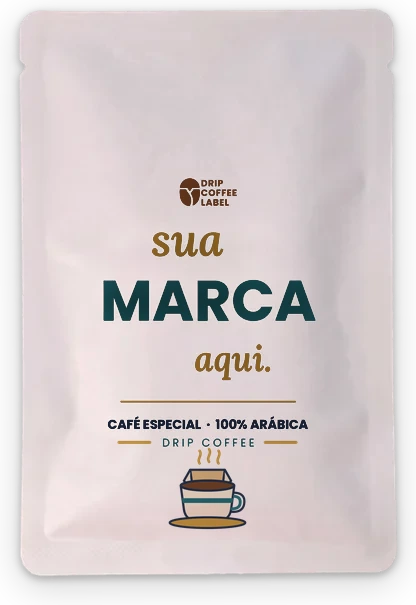 DRIP
COFFEE
LABEL
sua
MARCA
aqui.
CAFÉ ESPECIAL · 100% ARÁBICA
DRIP COFFEE